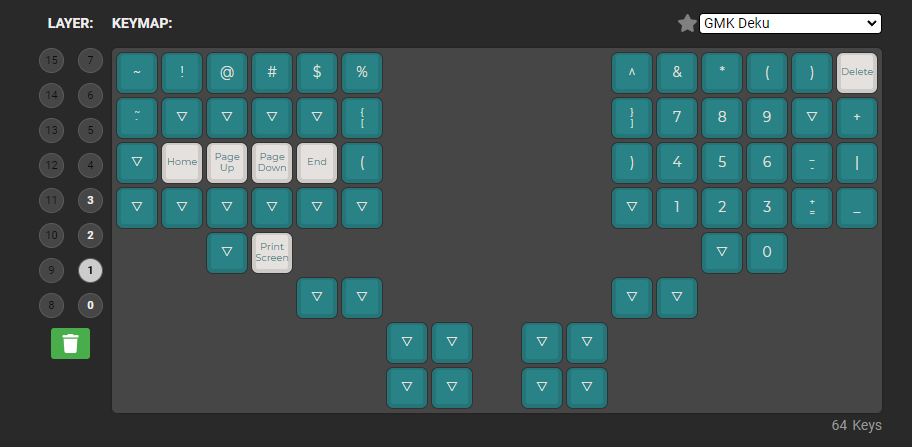 LAYER: KEYMAP: GMK Deku
15 7 ~ ! @ # $ % ^ & * ( ) Delete
14 6 ~ ` ▽ ▽ ▽ ▽ { [ } ] 7 8 9 ▽ +
13 5
12 4 ▽ Home Page Up Page Down End ( ) 4 5 6 _ - |
11 3 ▽ ▽ ▽ ▽ ▽ ▽ ▽ 1 2 3 + = _
10 2 ▽ Print Screen ▽ 0
9 1 ▽ ▽ ▽ ▽
8 0
▽ ▽ ▽ ▽
▽ ▽ ▽ ▽
64 Keys